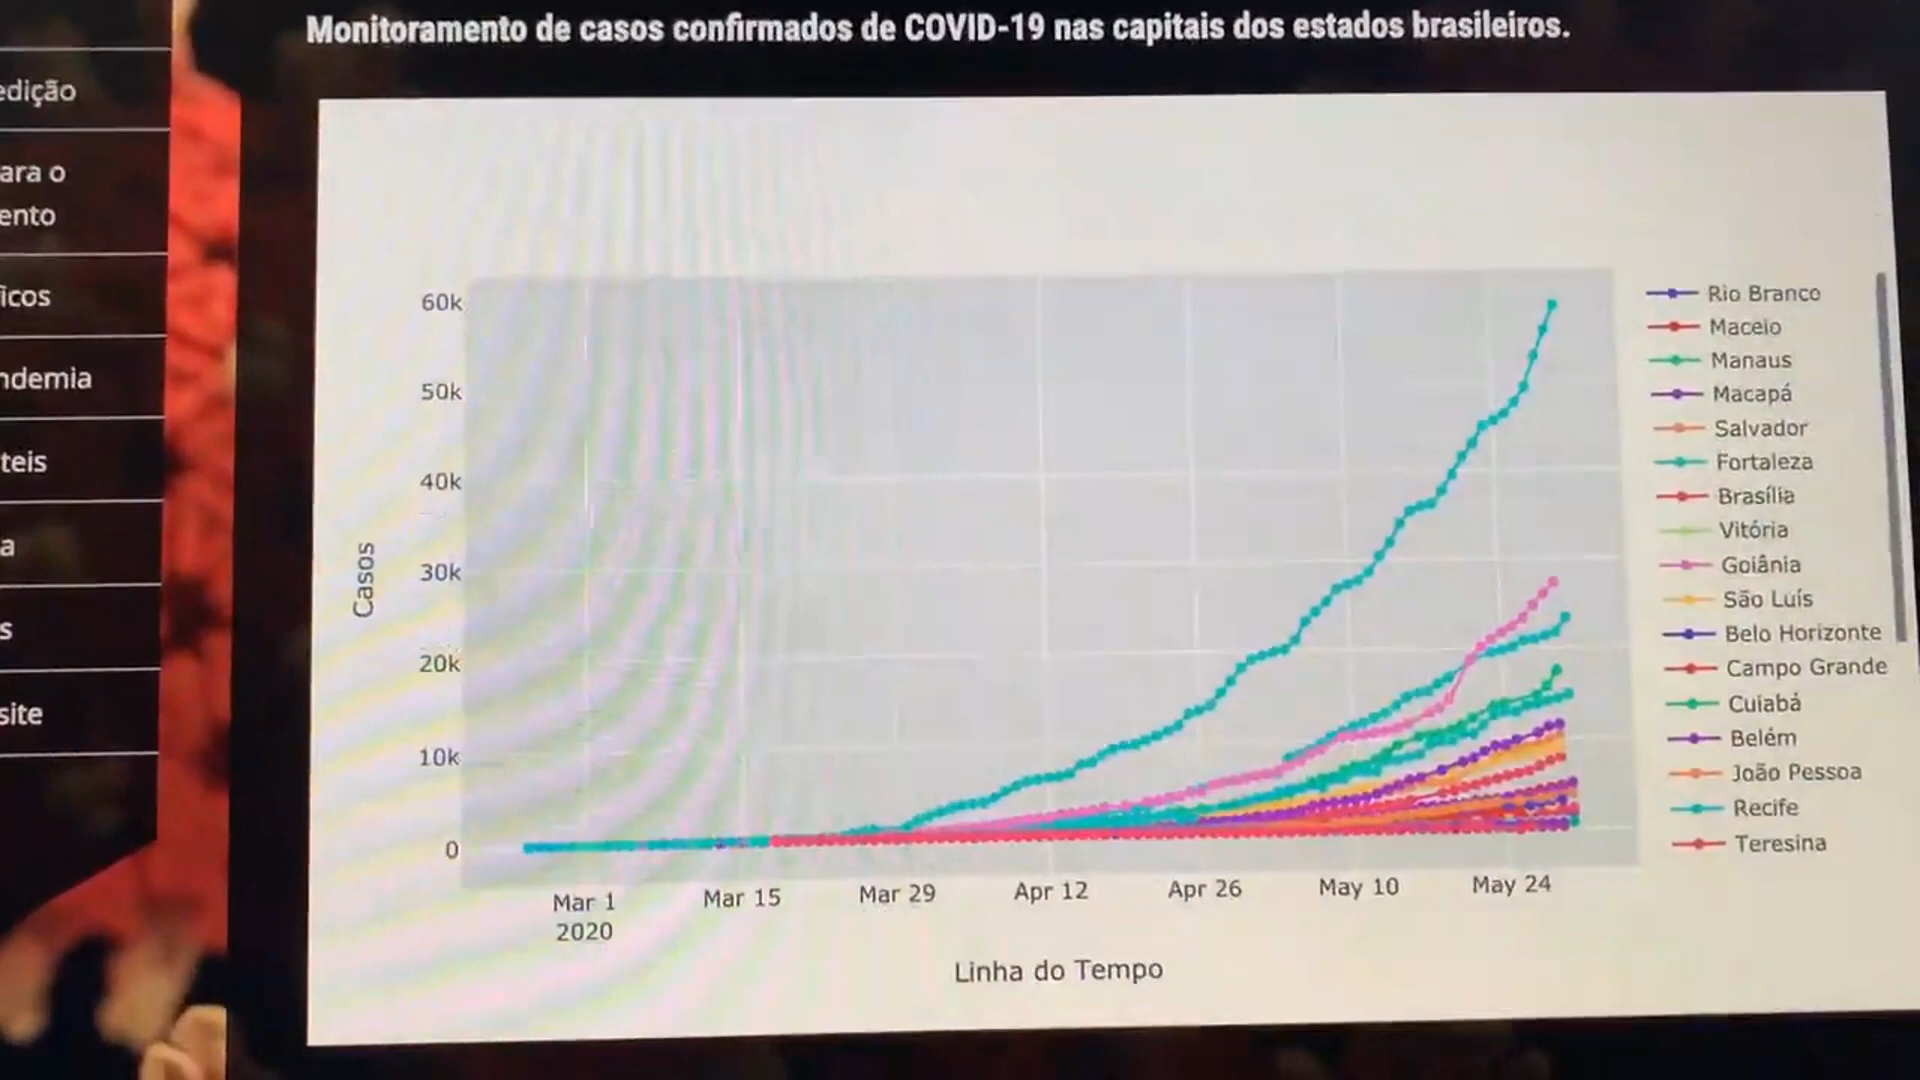 Monitoramento de casos confirmados de COVID-19 nas capitais dos estados brasileiros.
edição
ara o
ento
icos
ndemia
teis
a
s
site
60k
50k
40k
30k
20k
10k
0
Casos
Mar 1
2020
Mar 15
Mar 29
Apr 12
Apr 26
May 10
May 24
Linha do Tempo
Rio Branco
Maceio
Manaus
Macapá
Salvador
Fortaleza
Brasília
Vitória
Goiânia
São Luís
Belo Horizonte
Campo Grande
Cuiabá
Belém
João Pessoa
Recife
Teresina